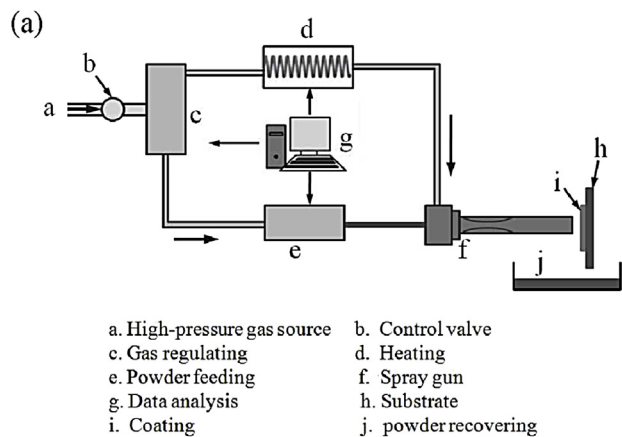 (a)
d
b
a
c
g
h
i
e
f
j
a. High-pressure gas source b. Control valve
c. Gas regulating d. Heating
e. Powder feeding f. Spray gun
g. Data analysis h. Substrate
i. Coating j. powder recovering